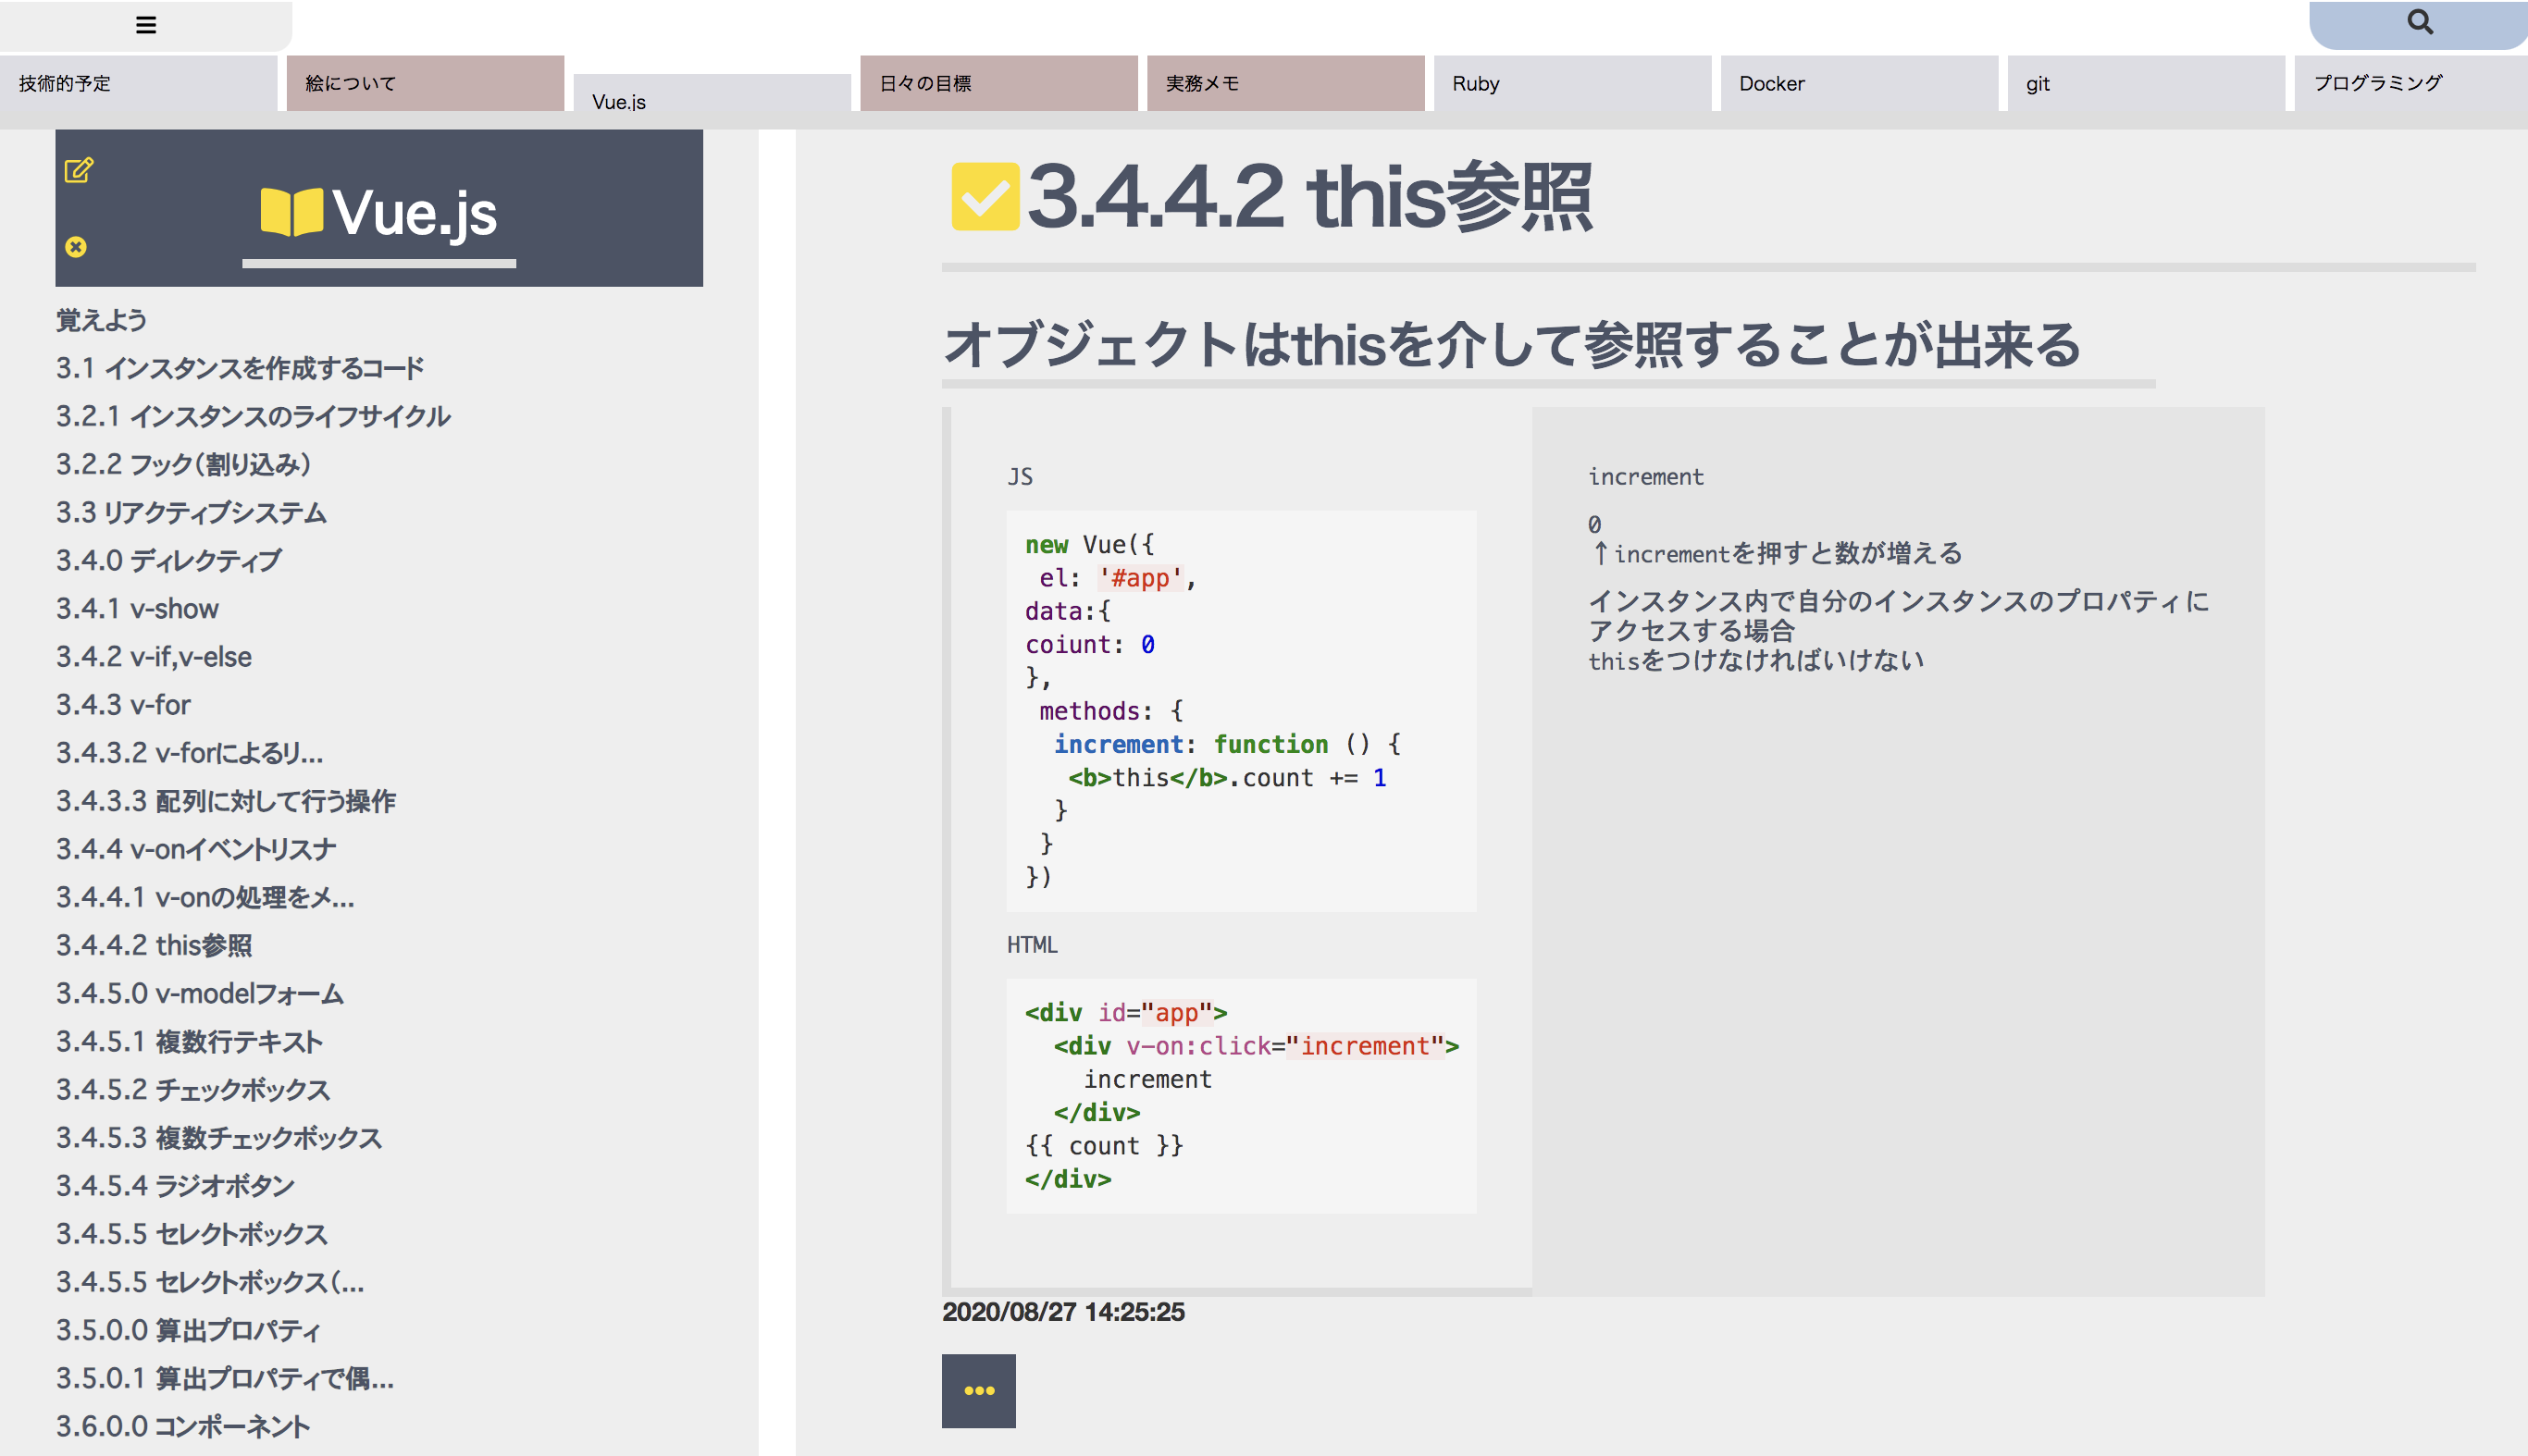 技術的予定
絵について
Vue.js
日々の目標
実務メモ
Ruby
Docker
git
プログラミング
Vue.js
覚えよう
3.1 インスタンスを作成するコード
3.2.1 インスタンスのライフサイクル
3.2.2 フック（割り込み）
3.3 リアクティブシステム
3.4.0 ディレクティブ
3.4.1 v-show
3.4.2 v-if,v-else
3.4.3 v-for
3.4.3.2 v-forによるリ...
3.4.3.3 配列に対して行う操作
3.4.4 v-onイベントリスナ
3.4.4.1 v-onの処理をメ...
3.4.4.2 this参照
3.4.5.0 v-modelフォーム
3.4.5.1 複数行テキスト
3.4.5.2 チェックボックス
3.4.5.3 複数チェックボックス
3.4.5.4 ラジオボタン
3.4.5.5 セレクトボックス
3.4.5.5 セレクトボックス（...
3.5.0.0 算出プロパティ
3.5.0.1 算出プロパティで偶...
3.6.0.0 コンポーネント
3.4.4.2 this参照
オブジェクトはthisを介して参照することが出来る
JS
new Vue({
 el: '#app',
data:{
coiunt: 0
},
 methods: {
  increment: function () {
   <b>this</b>.count += 1
  }
 }
})
HTML
<div id="app">
  <div v-on:click="increment">
    increment
  </div>
{{ count }}
</div>
increment
0
↑incrementを押すと数が増える
インスタンス内で自分のインスタンスのプロパティに
アクセスする場合
thisをつけなければいけない
2020/08/27 14:25:25